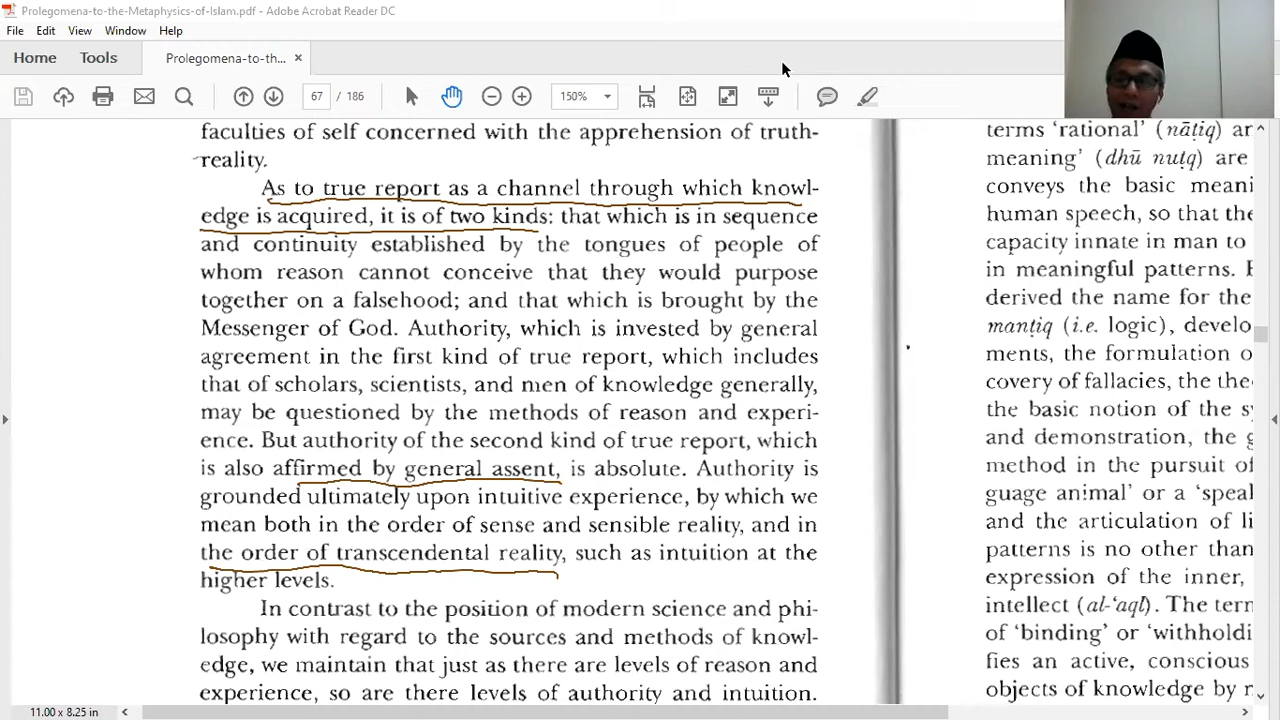 Prolegomena-to-the-Metaphysics-of-Islam.pdf - Adobe Acrobat Reader DC
File Edit View Window Help
Home Tools Prolegomena-to-th... ×
67 / 186 150%
faculties of self concerned with the apprehension of truth-
reality.
As to true report as a channel through which knowl-
edge is acquired, it is of two kinds: that which is in sequence
and continuity established by the tongues of people of
whom reason cannot conceive that they would purpose
together on a falsehood; and that which is brought by the
Messenger of God. Authority, which is invested by general
agreement in the first kind of true report, which includes
that of scholars, scientists, and men of knowledge generally,
may be questioned by the methods of reason and experi-
ence. But authority of the second kind of true report, which
is also affirmed by general assent, is absolute. Authority is
grounded ultimately upon intuitive experience, by which we
mean both in the order of sense and sensible reality, and in
the order of transcendental reality, such as intuition at the
higher levels.
In contrast to the position of modern science and phi-
losophy with regard to the sources and methods of knowl-
edge, we maintain that just as there are levels of reason and
experience, so are there levels of authority and intuition.
terms ‘rational’ (nāṭiq) ar
meaning’ (dhū nuṭq) are
conveys the basic meani
human speech, so that the
capacity innate in man to
in meaningful patterns.
derived the name for the
manṭiq (i.e. logic), develo
ments, the formulation o
covery of fallacies, the the
the basic notion of the sy
and demonstration, the g
method in the pursuit of
guage animal’ or a ‘speal
and the articulation of li
patterns is no other than
expression of the inner,
intellect (al-‘aql). The tern
of ‘binding’ or ‘withholdi
fies an active, conscious
objects of knowledge by n
11.00 x 8.25 in